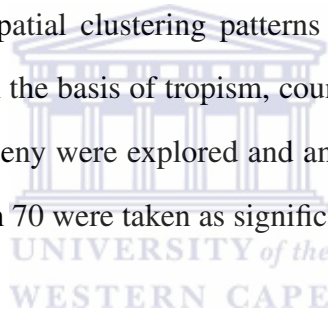 patial clustering patterns
the basis of tropism, cour
eny were explored and an
70 were taken as signific
UNIVERSITY of the
WESTERN CAPE